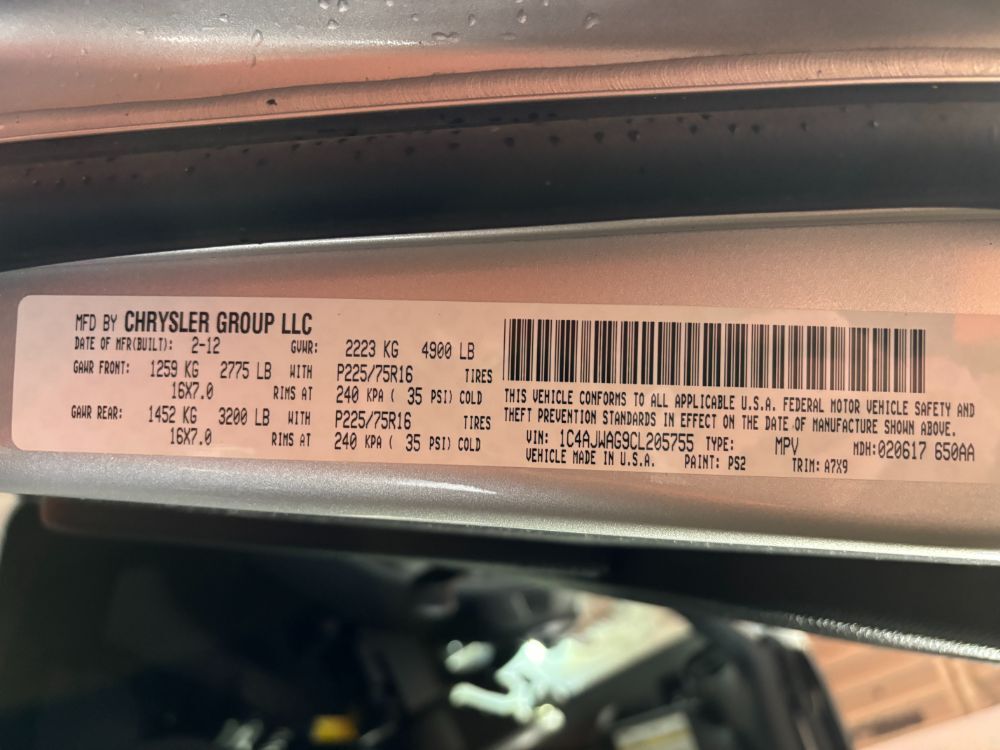 MFD BY CHRYSLER GROUP LLC
DATE OF MFR(BUILT): 2-12 GVWR: 2223 KG 4900 LB
GAWR FRONT: 1259 KG 2775 LB WITH P225/75R16 TIRES
16X7.0 RIMS AT 240 KPA ( 35 PSI) COLD
GAWR REAR: 1452 KG 3200 LB WITH P225/75R16 TIRES
16X7.0 RIMS AT 240 KPA ( 35 PSI) COLD
THIS VEHICLE CONFORMS TO ALL APPLICABLE U.S.A. FEDERAL MOTOR VEHICLE SAFETY AND
THEFT PREVENTION STANDARDS IN EFFECT ON THE DATE OF MANUFACTURE SHOWN ABOVE.
VIN: 1C4AJWAG9CL205755 TYPE: MPV MDH:020617 650AA
VEHICLE MADE IN U.S.A. PAINT: PS2 TRIM: A7X9